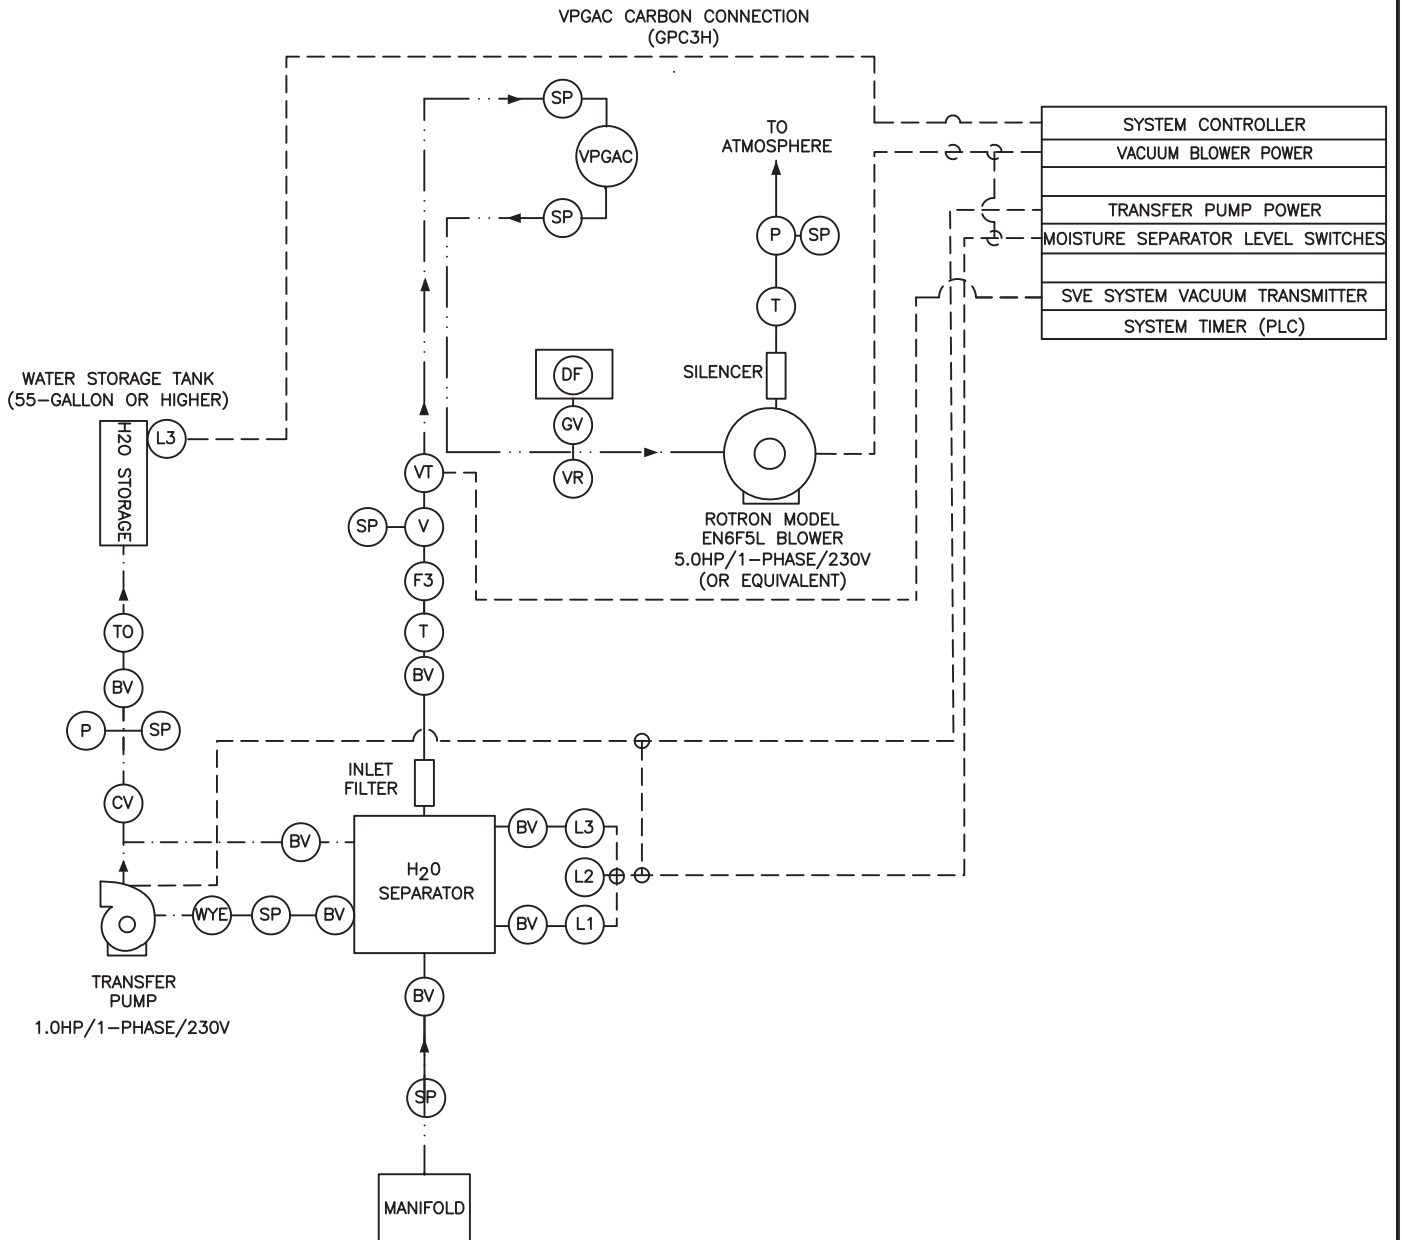 VPGAC CARBON CONNECTION
(GPC3H)
SP
VPGAC
SP
TO
ATMOSPHERE
P
SP
T
SILENCER
SYSTEM CONTROLLER
VACUUM BLOWER POWER
TRANSFER PUMP POWER
MOISTURE SEPARATOR LEVEL SWITCHES
SVE SYSTEM VACUUM TRANSMITTER
SYSTEM TIMER (PLC)
WATER STORAGE TANK
(55-GALLON OR HIGHER)
H2O STORAGE
L3
DF
GV
VR
VT
SP
V
F3
T
BV
ROTRON MODEL
EN6F5L BLOWER
5.0HP/1-PHASE/230V
(OR EQUIVALENT)
TO
BV
P
SP
CV
INLET
FILTER
BV
H2O
SEPARATOR
BV
L3
L2
BV
L1
WYE
SP
BV
TRANSFER
PUMP
1.0HP/1-PHASE/230V
BV
SP
MANIFOLD